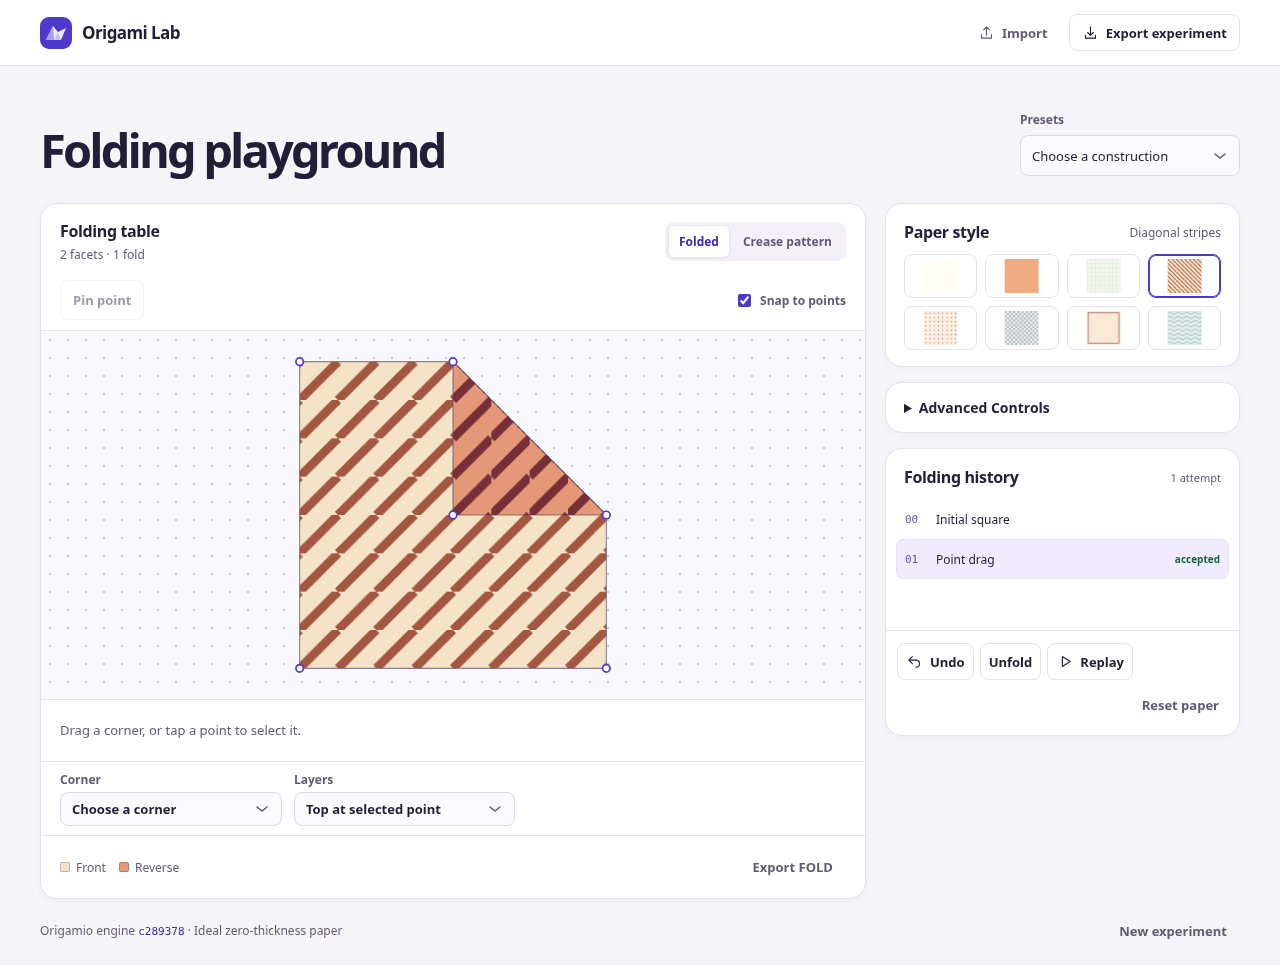 Origami Lab
Import
Export experiment
Folding playground
Presets
Choose a construction
Folding table
2 facets · 1 fold
Folded
Crease pattern
Pin point
Snap to points
Drag a corner, or tap a point to select it.
Corner
Layers
Choose a corner
Top at selected point
Front
Reverse
Export FOLD
Paper style
Diagonal stripes
Advanced Controls
Folding history
1 attempt
00 Initial square
01 Point drag accepted
Undo
Unfold
Replay
Reset paper
Origamio engine c289378 · Ideal zero-thickness paper
New experiment